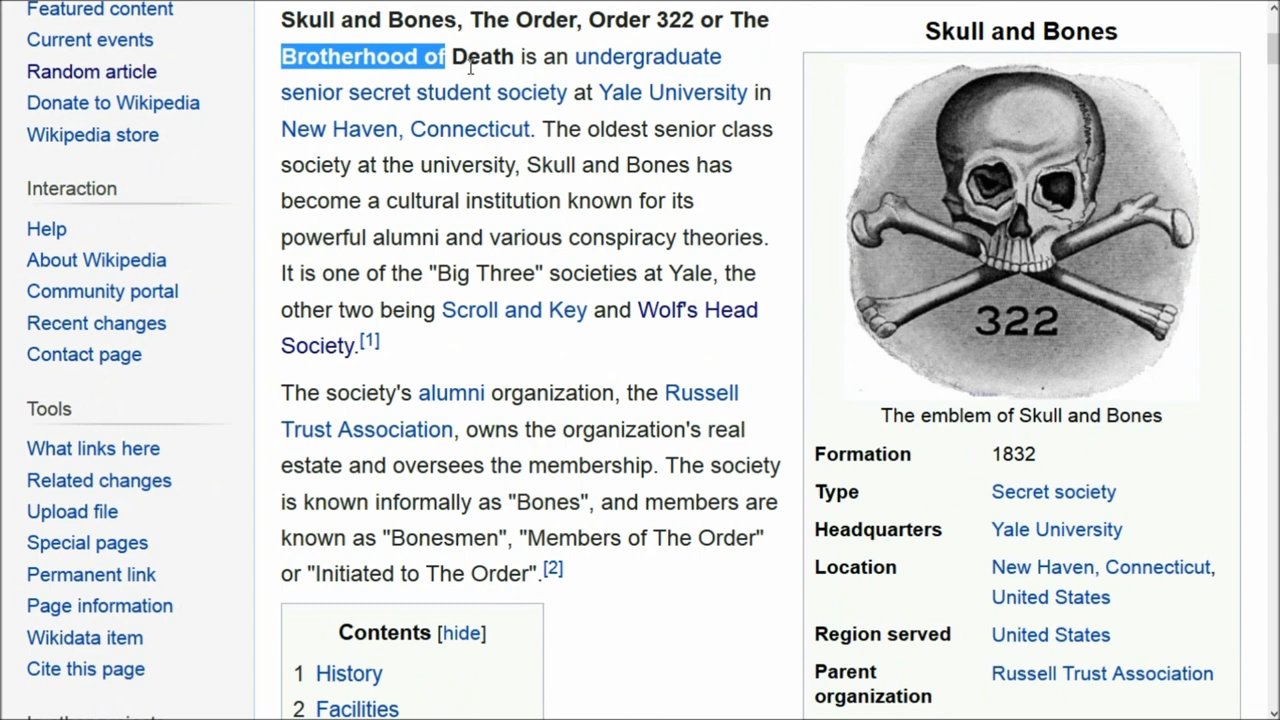 Featured content
Current events
Random article
Donate to Wikipedia
Wikipedia store
Interaction
Help
About Wikipedia
Community portal
Recent changes
Contact page
Tools
What links here
Related changes
Upload file
Special pages
Permanent link
Page information
Wikidata item
Cite this page
Skull and Bones, The Order, Order 322 or The
Brotherhood of Death is an undergraduate
senior secret student society at Yale University in
New Haven, Connecticut. The oldest senior class
society at the university, Skull and Bones has
become a cultural institution known for its
powerful alumni and various conspiracy theories.
It is one of the "Big Three" societies at Yale, the
other two being Scroll and Key and Wolf's Head
Society.[1]
The society's alumni organization, the Russell
Trust Association, owns the organization's real
estate and oversees the membership. The society
is known informally as "Bones", and members are
known as "Bonesmen", "Members of The Order"
or "Initiated to The Order".[2]
Contents [hide]
1 History
2 Facilities
Skull and Bones
322
The emblem of Skull and Bones
Formation 1832
Type Secret society
Headquarters Yale University
Location New Haven, Connecticut,
United States
Region served United States
Parent
organization Russell Trust Association